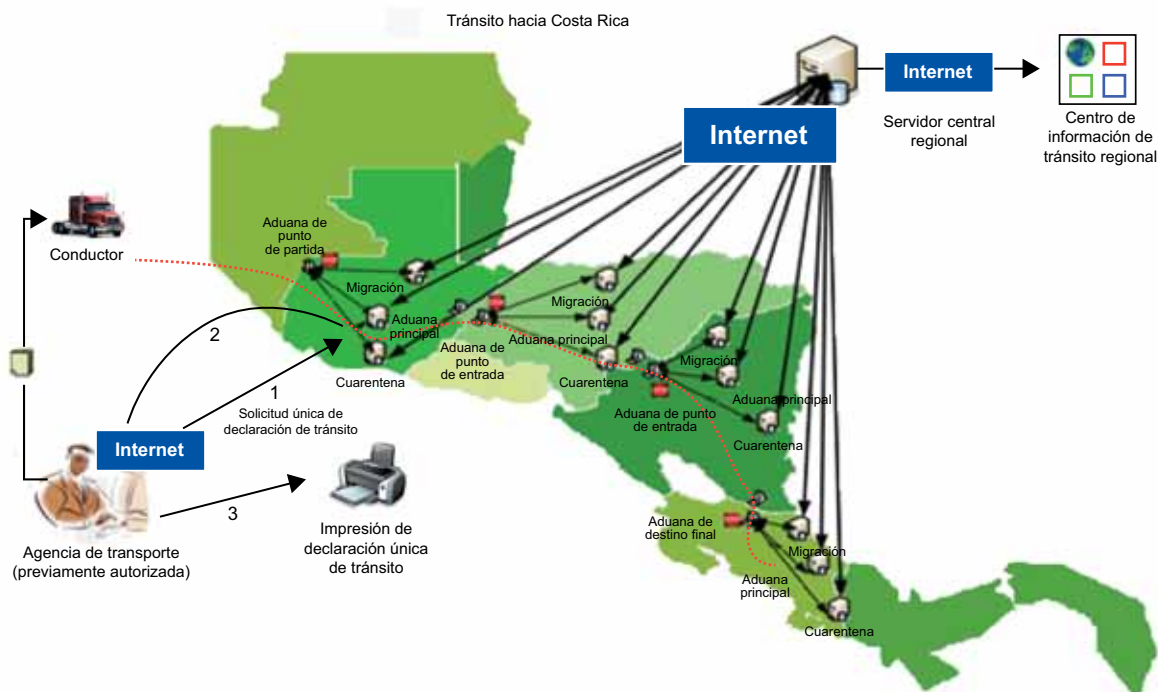 Tránsito hacia Costa Rica
Internet
Servidor central
regional
Centro de
información de
tránsito regional
Internet
Conductor
Aduana de
punto
de partida
Migración
Aduana
principal
Cuarentena
Migración
Aduana principal
Aduana de
punto
de entrada
Cuarentena
Migración
Aduana principal
Aduana de punto
de entrada
Cuarentena
2
1
Solicitud única de
declaración de tránsito
Internet
3
Agencia de transporte
(previamente autorizada)
Impresión de
declaración única
de tránsito
Aduana de
destino final
Migración
Aduana
principal
Cuarentena